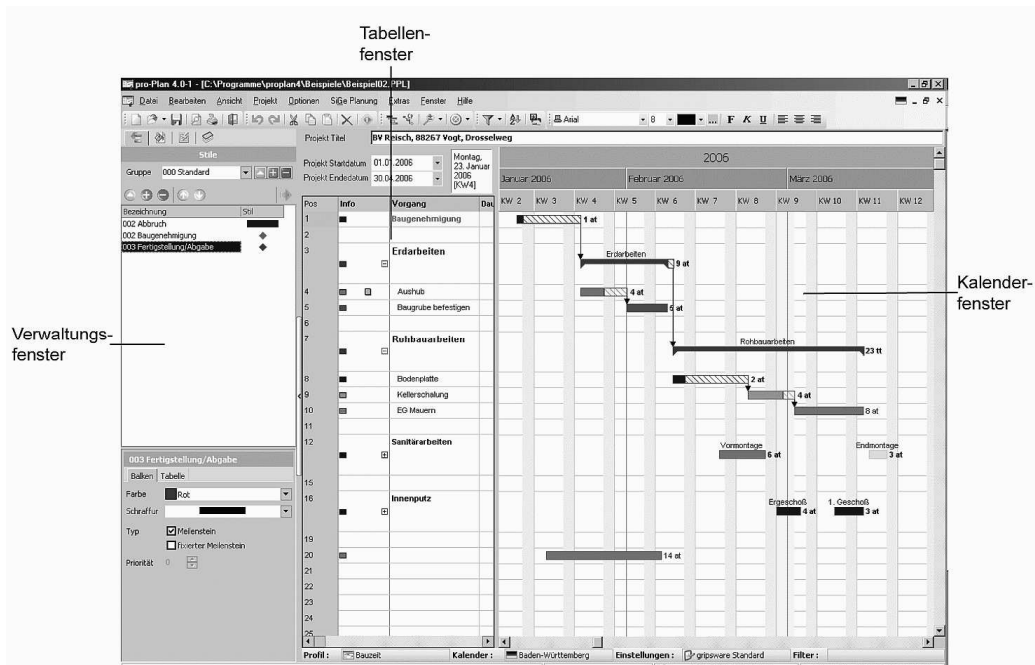 Tabellen-
fenster
pro-Plan 4.0-1 - [C:\Programme\proplan4\Beispiele\Beispiel02.PPL]
Datei Bearbeiten Ansicht Projekt Optionen SiGe Planung Extras Fenster Hilfe
Arial 8 F K U
Stile
Gruppe 000 Standard
Bezeichnung Stil
002 Abbruch
002 Baugenehmigung
003 Fertigstellung/Abgabe
Verwaltungs-
fenster
003 Fertigstellung/Abgabe
Balken Tabelle
Farbe Rot
Schraffur
Typ Meilenstein
fixierter Meilenstein
Priorität 0
Projekt Titel BV Reisch, 88267 Vogt, Drosselweg
Projekt Startdatum 01.01.2006
Projekt Endedatum 30.04.2006
Montag,
23. Januar
2006
[KW4]
2006
Januar 2006 Februar 2006 März 2006
Pos Info Vorgang Dau
KW 2 KW 3 KW 4 KW 5 KW 6 KW 7 KW 8 KW 9 KW 10 KW 11 KW 12
1 Baugenehmigung 1 at
2
3 Erdarbeiten Erdarbeiten 9 at
4 Aushub 4 at
5 Baugrube befestigen 6 at
6
7 Rohbauarbeiten Rohbauarbeiten 23 tt
8 Bodenplatte 2 at
9 Kellerschalung 4 at
10 EG Mauern 8 at
11
12 Sanitärarbeiten Vormontage 6 at Endmontage 3 at
15
16 Innenputz Ergeschoß 4 at 1. Geschoß 3 at
19
20 14 at
21
22
23
24
25
Kalender-
fenster
Profil : Bauzeit Kalender : Baden-Württemberg Einstellungen : gripsware Standard Filter :